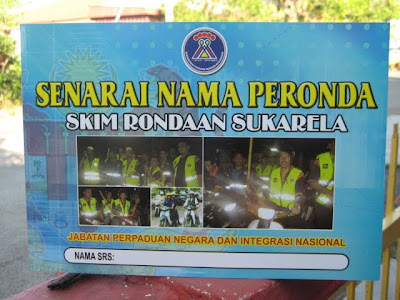 SENARAI NAMA PERONDA
SKIM RONDAAN SUKARELA
JABATAN PERPADUAN NEGARA DAN INTEGRASI NASIONAL
NAMA SRS: